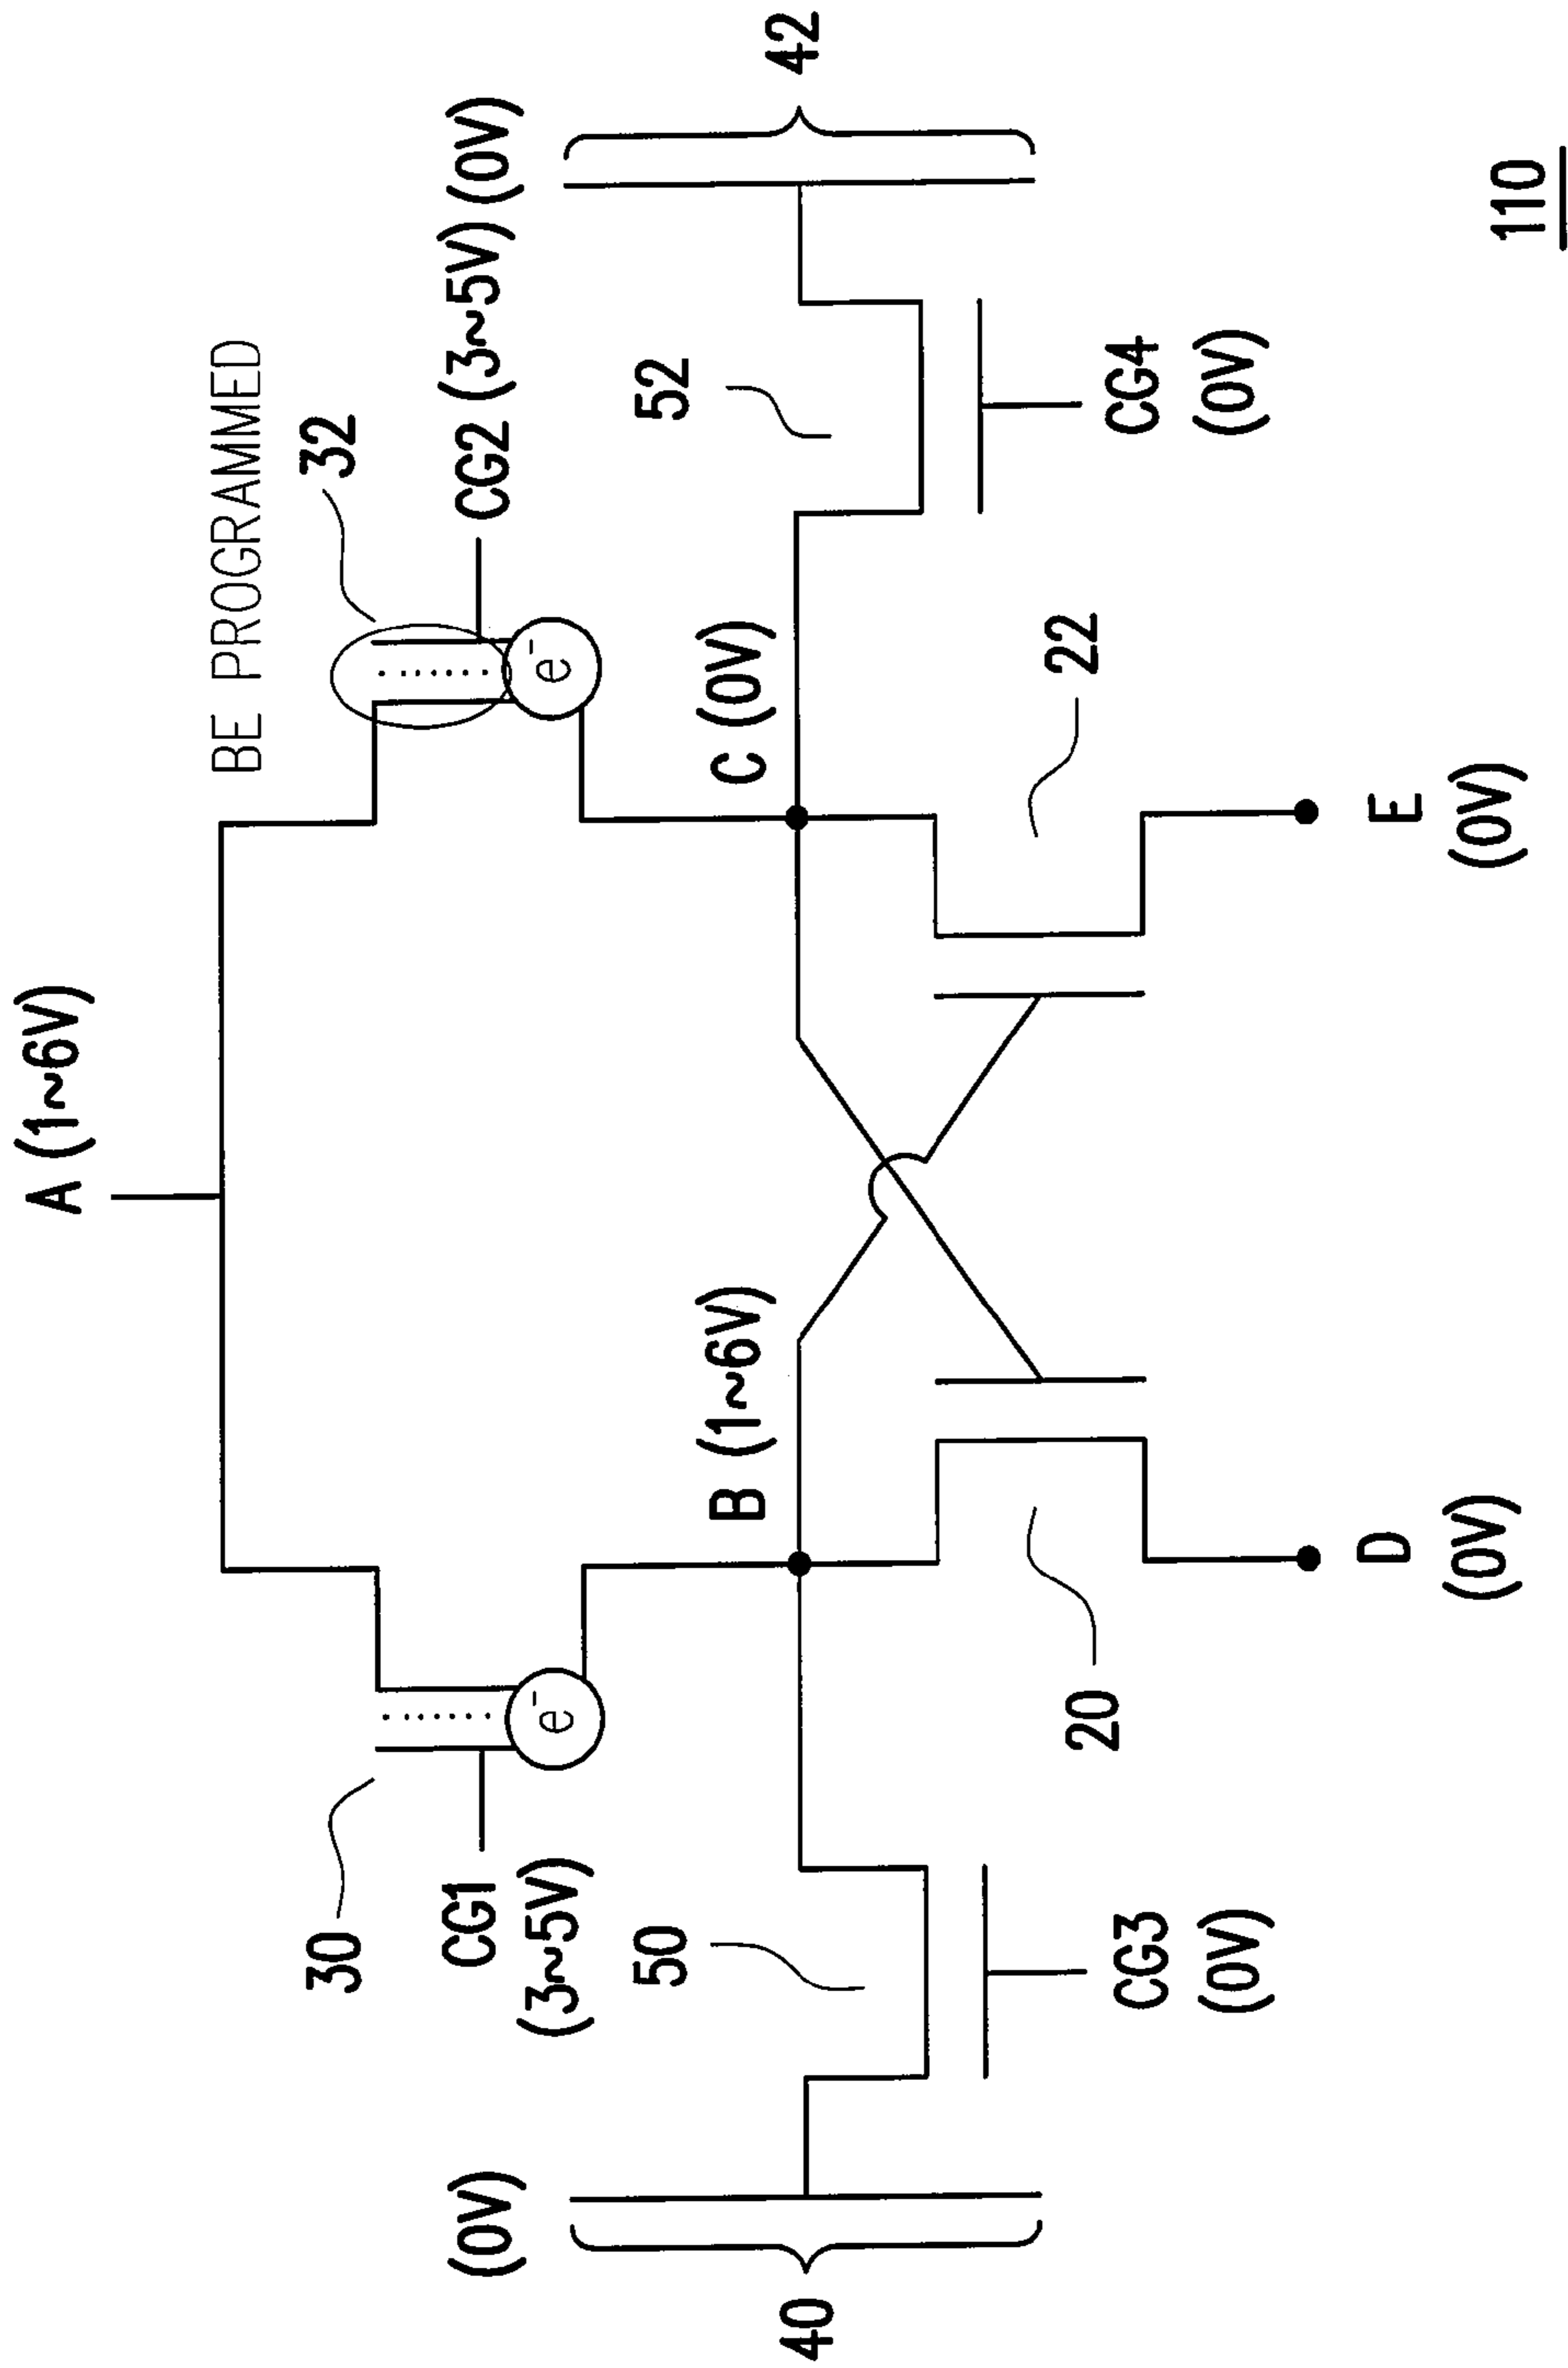 A (1~6V)
BE PROGRAMMED
30
32
CG1
(3~5V)
CG2 (3~5V) (0V)
(0V)
e⁻
e⁻
50
B (1~6V)
C (0V)
52
40
42
20
22
CG3
(0V)
CG4
(0V)
D
(0V)
E
(0V)
110